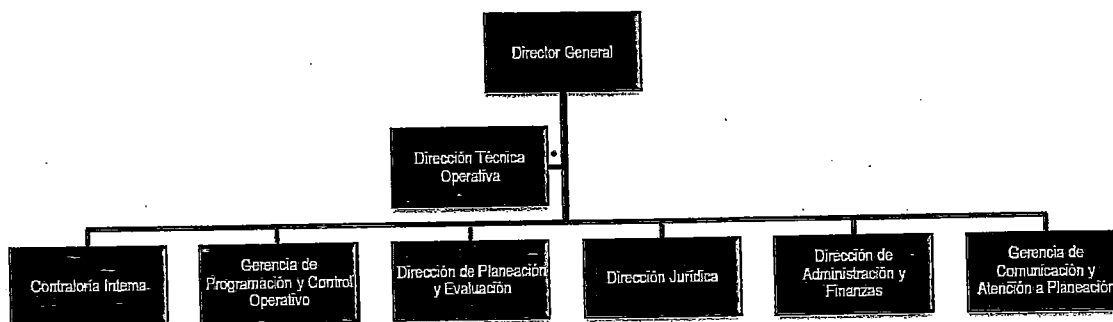 Director General
Dirección Técnica
Operativa
Contraloría Interna
Gerencia de
Programación y Control
Operativo
Dirección de Planeación
y Evaluación
Dirección Jurídica
Dirección de
Administración y
Finanzas
Gerencia de
Comunicación y
Atención a Planeación